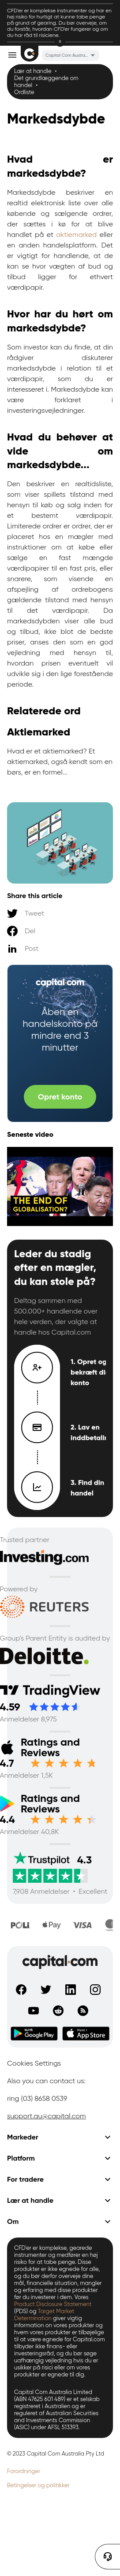 CFDer er komplekse instrumenter og har en
høj risiko for hurtigt at kunne tabe penge
på grund af gearing. Du bør overveje, om
du forstår, hvordan CFDer fungerer og om
du har råd til risiciene.
Capital Com Austra...
Lær at handle •
Det grundlæggende om
handel •
Ordliste
Markedsdybde
Hvad er
markedsdybde?
Markedsdybde beskriver en
realtid elektronisk liste over alle
købende og sælgende ordrer,
der sættes i kø for at blive
handlet på et aktiemarked eller
en anden handelsplatform. Det
er vigtigt for handlende, at de
kan se hvor vægten af bud og
tilbud ligger for ethvert
værdipapir.
Hvor har du hørt om
markedsdybde?
Som investor kan du finde, at din
rådgiver diskuterer
markedsdybde i relation til et
værdipapir, som du er
interesseret i. Markedsdybde kan
være forklaret i
investeringsvejledninger.
Hvad du behøver at
vide om
markedsdybde...
Den beskriver en realtidsliste,
som viser spillets tilstand med
hensyn til køb og salg inden for
et bestemt værdipapir.
Limiterede ordrer er ordrer, der er
placeret hos en mægler med
instruktioner om at købe eller
sælge en fast mængde
værdipapirer til en fast pris, eller
snarere, som visende en
afspejling af ordrebogens
gældende tilstand med hensyn
til det værdipapir. Da
markedsdybden viser alle bud
og tilbud, ikke blot de bedste
priser, anses den som en god
vejledning med hensyn til,
hvordan prisen eventuelt vil
udvikle sig i den lige forestående
periode.
Relaterede ord
Aktiemarked
Hvad er et aktiemarked? Et
aktiemarked, også kendt som en
børs, er en formel...
Share this article
Tweet
Del
Post
capital.com
Åben en
handelskonto på
mindre end 3
minutter
Opret konto
Seneste video
THE END OF
GLOBALISATION?
Leder du stadig
efter en mægler,
du kan stole på?
Deltag sammen med
500.000+ handlende over
hele verden, der valgte at
handle hos Capital.com
1. Opret og
bekræft di
konto
2. Lav en
indbetalin
3. Find din
handel
Trusted partner
Investing.com
Powered by
REUTERS
Group's Parent Entity is audited by
Deloitte.
TradingView
4.59
Anmeldelser 8,975
Ratings and
Reviews
4.7
Anmeldelser 1,5K
Ratings and
Reviews
4.4
Anmeldelser 40,8K
Trustpilot 4.3
7,908 Anmeldelser • Excellent
POLi Pay VISA
capital.com
GET IT ON
Google Play
Download on the
App Store
Cookies Settings
Also you can contact us:
ring (03) 8658 0539
support.au@capital.com
Markeder
Platform
For tradere
Lær at handle
Om
CFD'er er komplekse, gearede
instrumenter og medfører en høj
risiko for at tabe penge. Disse
produkter er muligvis ikke egnede
for alle, du bør overveje dine
mål, finansielle situation, mangler
og erfaring med disse produkter
før du investerer i dem. Vores
Product Disclosure Statement
(PDS) og Target Market
Determination giver vigtig
information om vores produkter og
hvem vores produkter er tilbøjelige
til at være egnede for Capital.com
tillader ikke finans- eller
investeringsråd, og du bør søge
uafhængig vejledning hvis du er
usikker på risici eller om vores
produkter er egnede til dig.
Capital Com Australia Limited
(ABN 47625 601 489) er et selskab
registreret i Australien og er
reguleret af Australian Securities
and Investments Commission
(ASIC) under AFSL 513393.
© 2023 Capital Com Australia Pty Ltd
Forordninger
Betingelser og politikker